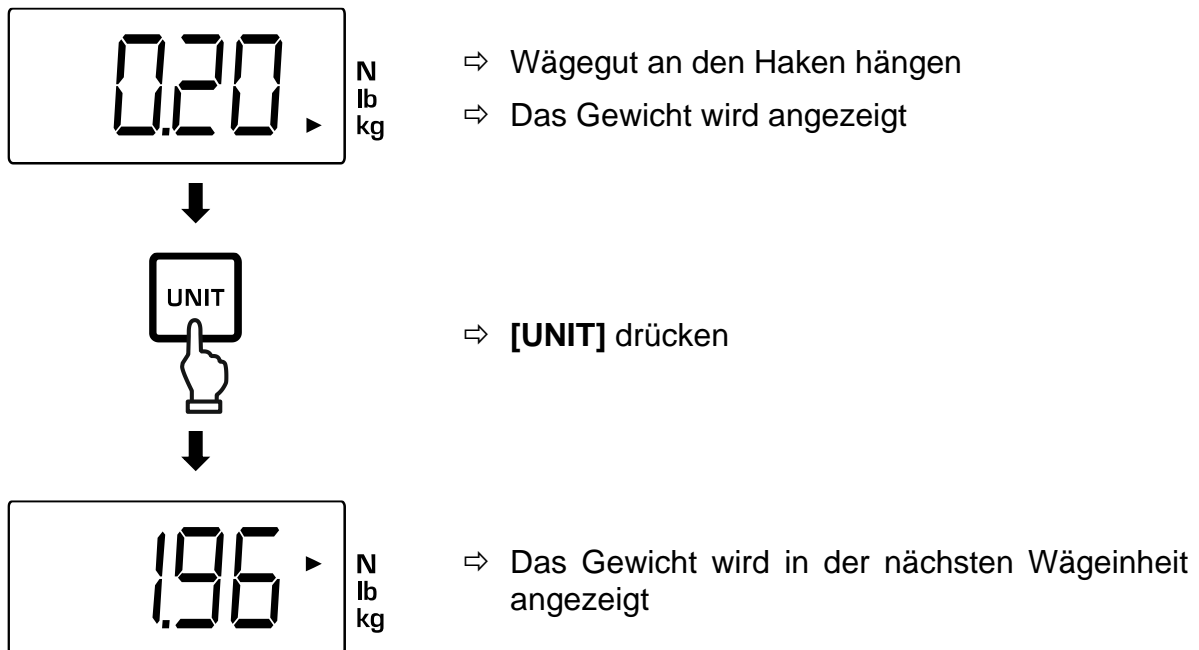 0.20
N
lb
kg
⇨ Wägegut an den Haken hängen
⇨ Das Gewicht wird angezeigt
UNIT
⇨ [UNIT] drücken
1.96
N
lb
kg
⇨ Das Gewicht wird in der nächsten Wägeinheit
angezeigt